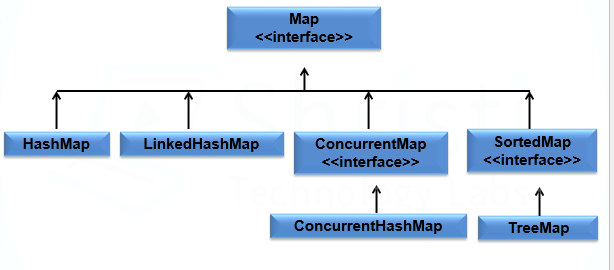 Map
<<interface>>
HashMap
LinkedHashMap
ConcurrentMap
<<interface>>
SortedMap
<<interface>>
ConcurrentHashMap
TreeMap